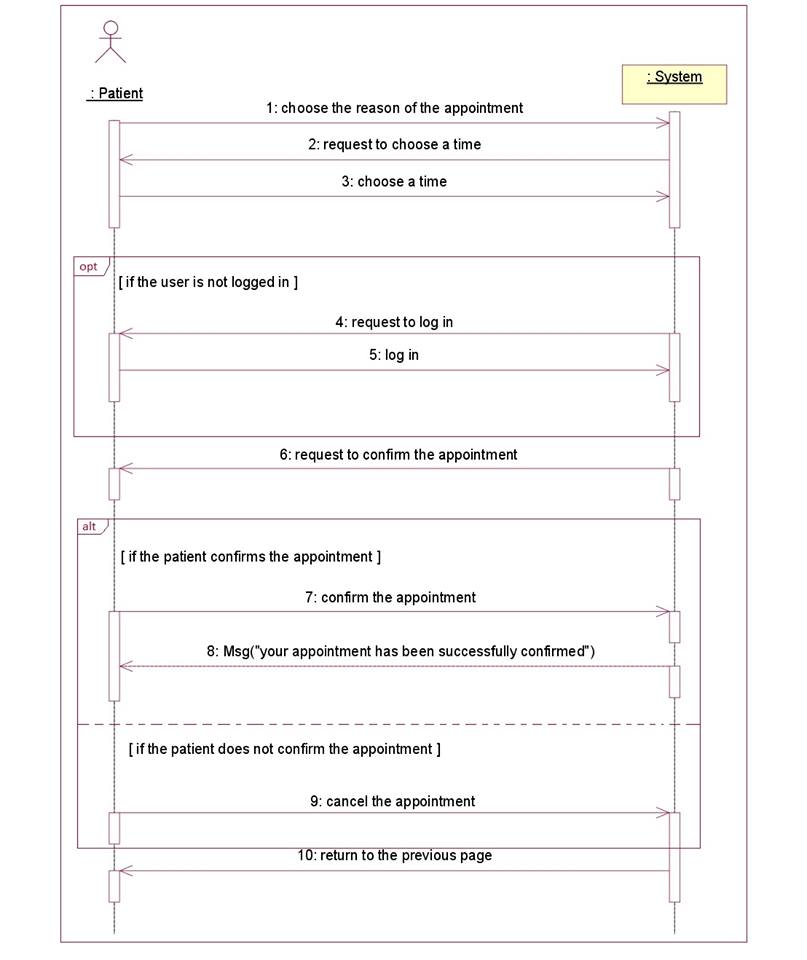 : System
: Patient
1: choose the reason of the appointment
2: request to choose a time
3: choose a time
opt
[ if the user is not logged in ]
4: request to log in
5: log in
6: request to confirm the appointment
alt
[ if the patient confirms the appointment ]
7: confirm the appointment
8: Msg("your appointment has been successfully confirmed")
[ if the patient does not confirm the appointment ]
9: cancel the appointment
10: return to the previous page